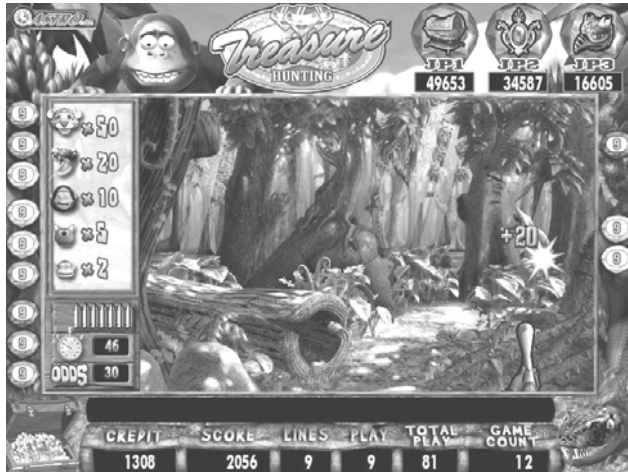 ASTRO
Treasure
HUNTING
JP1 JP2 JP3
49653 34587 16605
x 50
x 20
x 10
x 5
x 2
+20
46
ODDS 30
9
9
9
9
9
9
9
9
9
9
9
9
CREDIT SCORE LINES PLAY TOTAL PLAY GAME COUNT
1308 2056 9 9 81 12